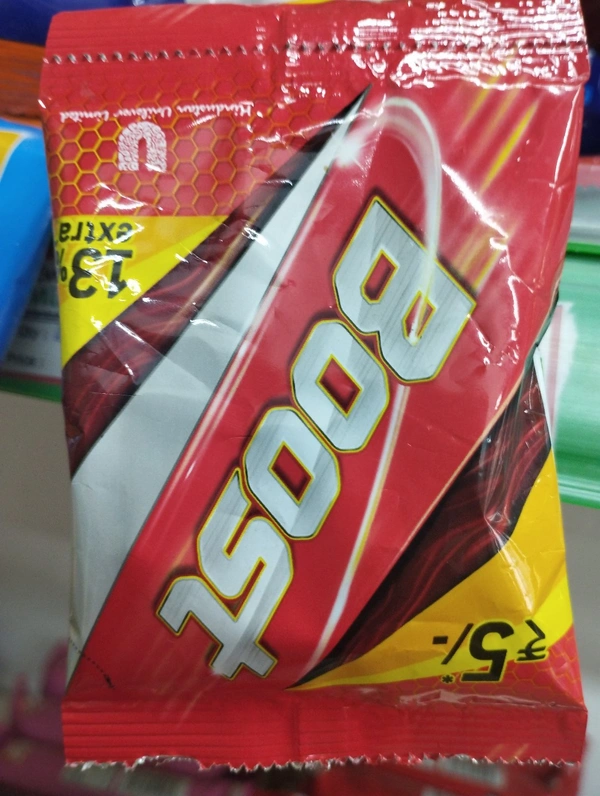 ₹5/-*
BOOST
13%
extra
Hindustan Unilever Limited